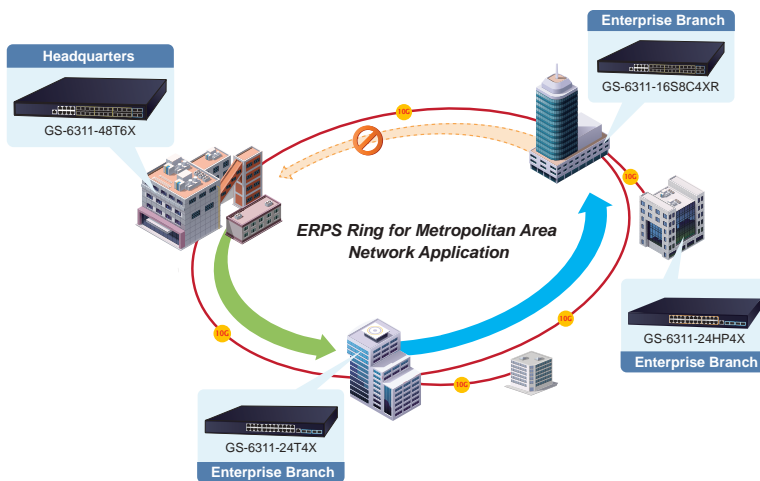 Enterprise Branch
Headquarters
GS-6311-16S8C4XR
GS-6311-48T6X
10G
10G
ERPS Ring for Metropolitan Area
Network Application
GS-6311-24HP4X
Enterprise Branch
10G
10G
10G
GS-6311-24T4X
Enterprise Branch